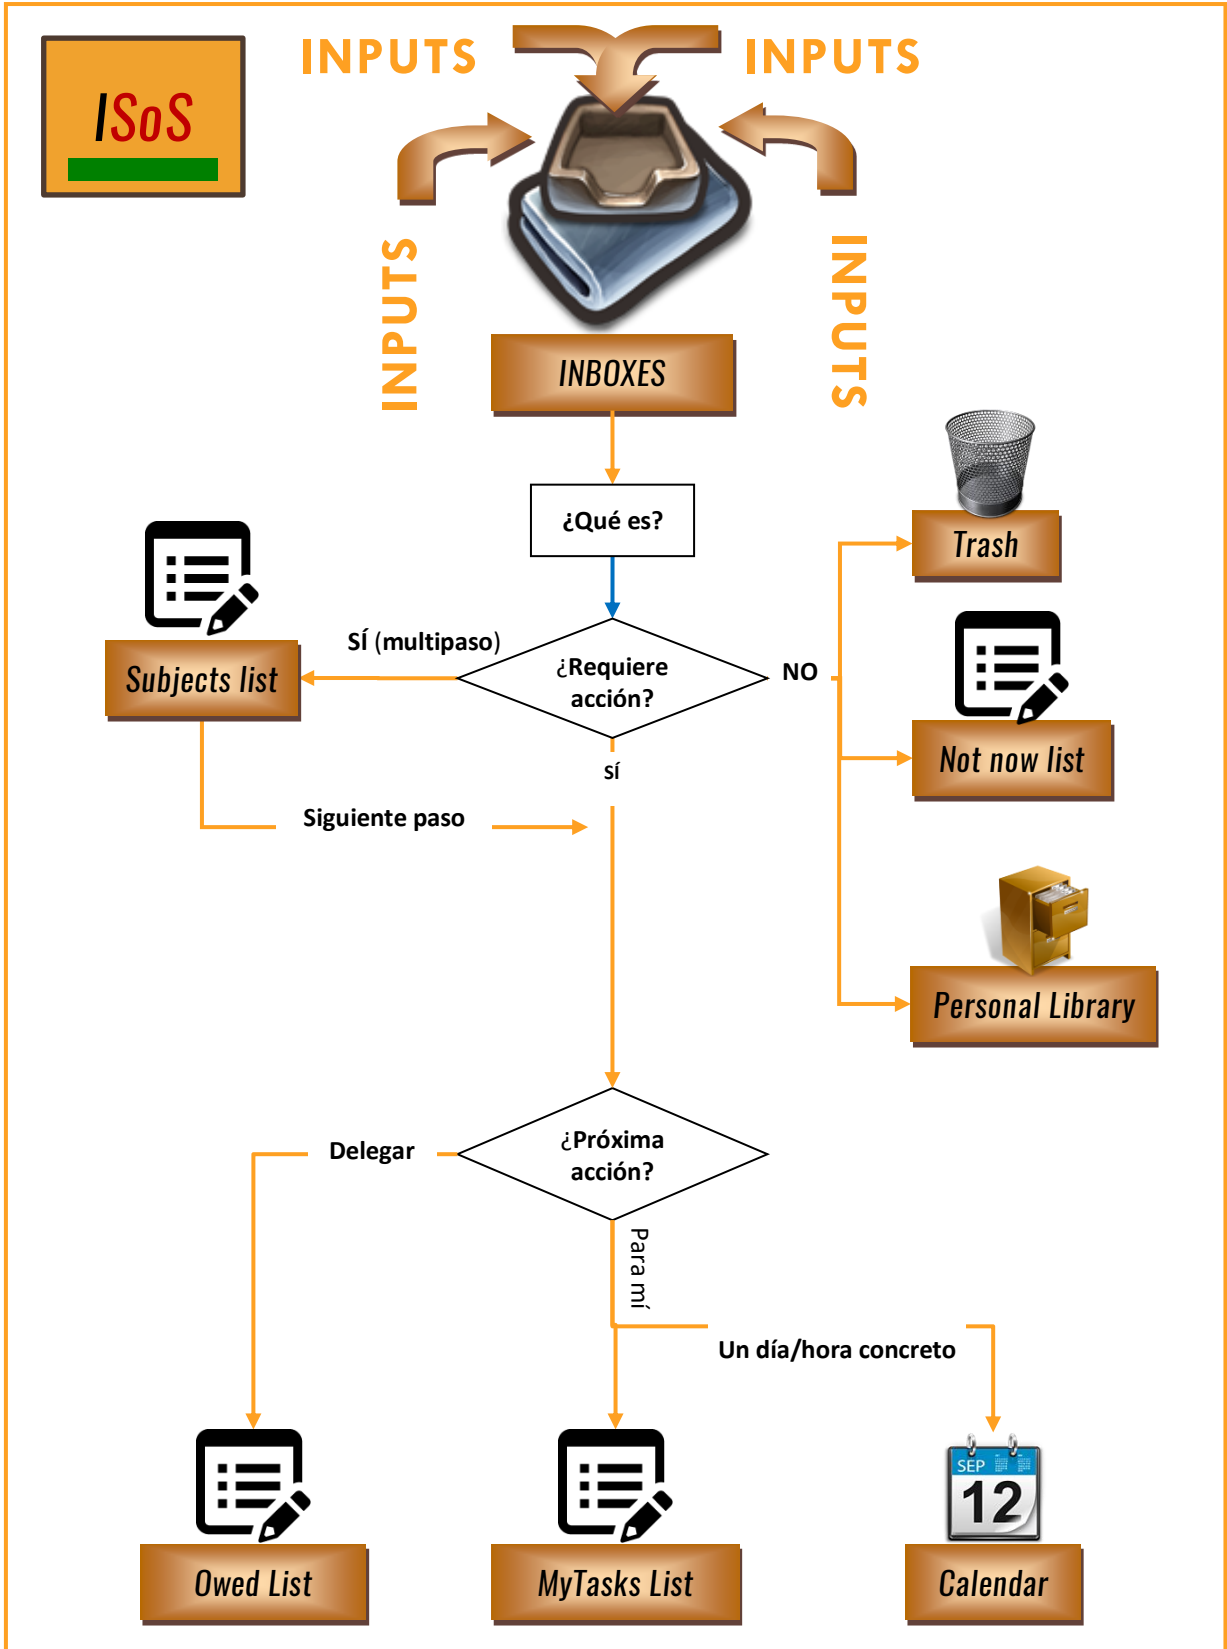 INPUTS
INPUTS
ISoS
INPUTS
INPUTS
INBOXES
¿Qué es?
Trash
SÍ (multipaso)
¿Requiere
acción?
NO
Subjects list
Not now list
sí
Siguiente paso
Personal Library
Delegar
¿Próxima
acción?
Para mí
Un día/hora concreto
SEP
12
Owed List
MyTasks List
Calendar